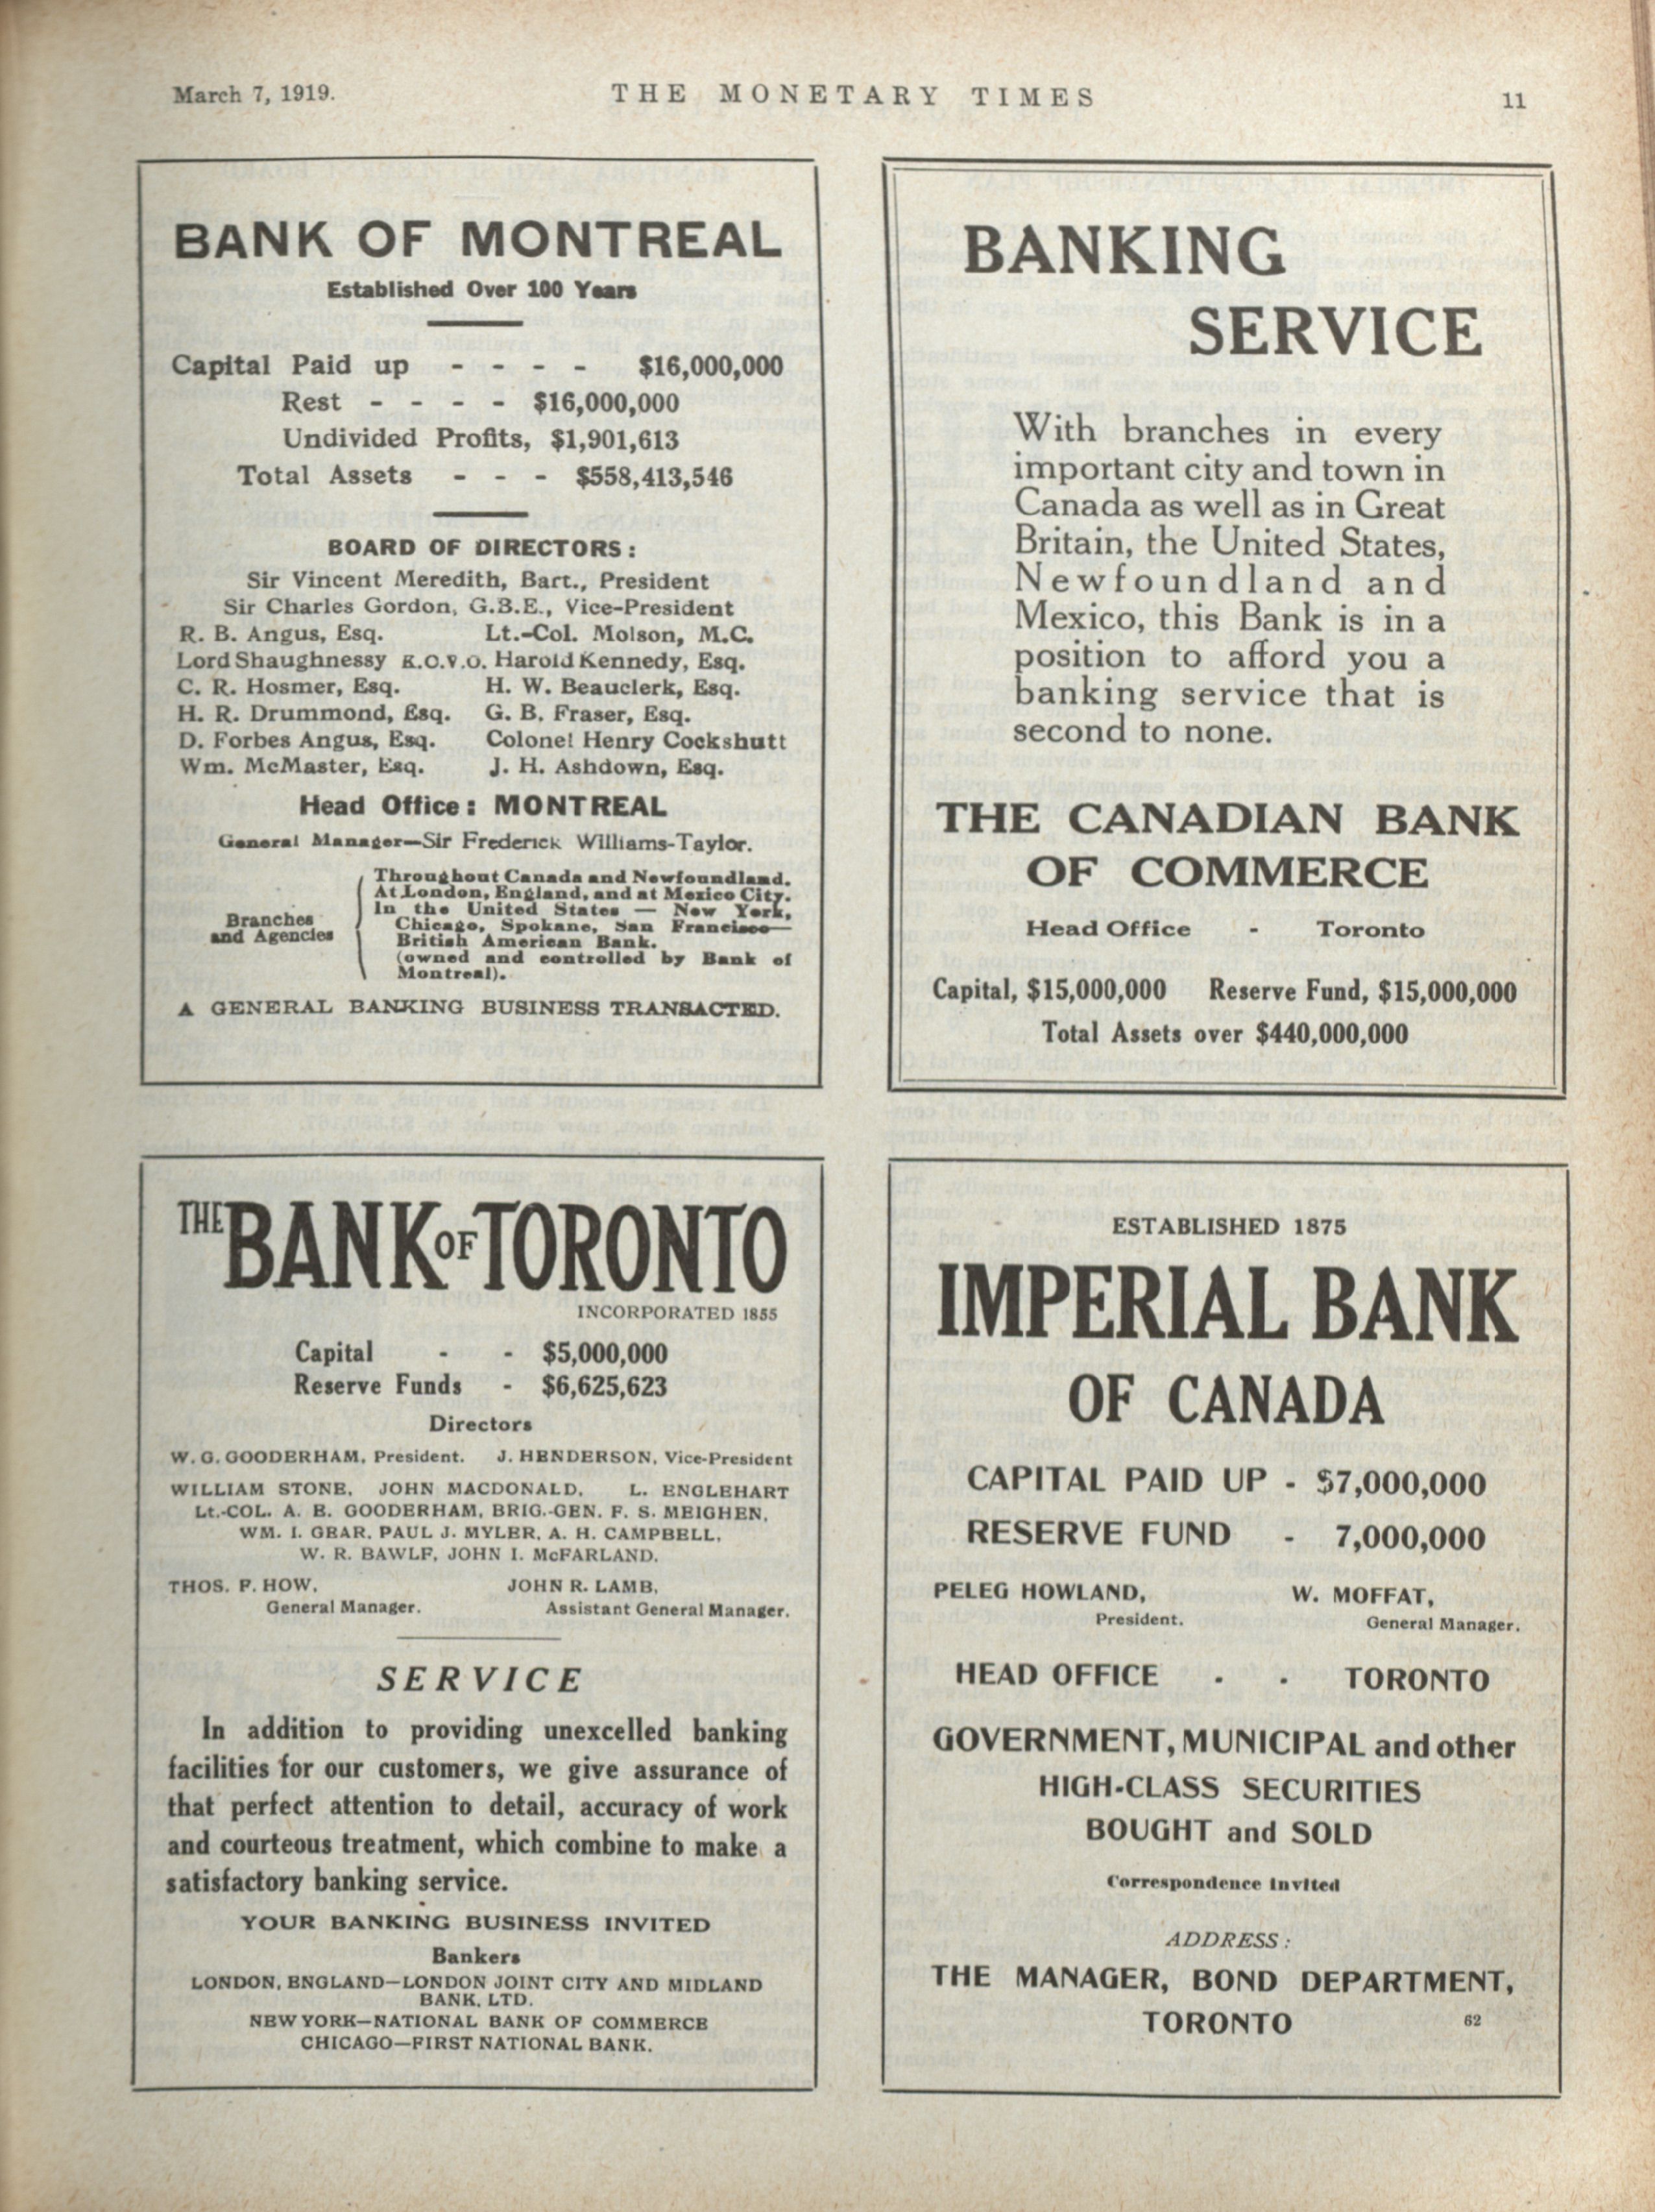 March 7, 1919.
THE MONETARY TIMES
11
BANK OF MONTREAL
Established Over 100 Years
Capital Paid up - - - - $16,000,000
Rest - - - - $16,000,000
Undivided Profits, $1,901,613
Total Assets - - - $558,413,546
BOARD OF DIRECTORS:
Sir Vincent Meredith, Bart., President
Sir Charles Gordon, G.B.E., Vice-President
R. B. Angus, Esq. Lt.-Col. Molson, M.C.
Lord Shaughnessy K.C.V.O. Harold Kennedy, Esq.
C. R. Hosmer, Esq. H. W. Beauclerk, Esq.
H. R. Drummond, Esq. G. B. Fraser, Esq.
D. Forbes Angus, Esq. Colonel Henry Cockshutt
Wm. McMaster, Esq. J. H. Ashdown, Esq.
Head Office: MONTREAL
General Manager—Sir Frederick Williams-Taylor.
Branches
and Agencies
Throughout Canada and Newfoundland.
At London, England, and at Mexico City.
In the United States — New York,
Chicago, Spokane, San Francisco—
British American Bank.
(owned and controlled by Bank of
Montreal).
A GENERAL BANKING BUSINESS TRANSACTED.
BANKING
SERVICE
With branches in every
important city and town in
Canada as well as in Great
Britain, the United States,
Newfoundland and
Mexico, this Bank is in a
position to afford you a
banking service that is
second to none.
THE CANADIAN BANK
OF COMMERCE
Head Office - Toronto
Capital, $15,000,000 Reserve Fund, $15,000,000
Total Assets over $440,000,000
THE BANK OF TORONTO
INCORPORATED 1855
Capital - - $5,000,000
Reserve Funds - $6,625,623
Directors
W. G. GOODERHAM, President. J. HENDERSON, Vice-President
WILLIAM STONE, JOHN MACDONALD, L. ENGLEHART
Lt.-COL. A. B. GOODERHAM, BRIG.-GEN. F. S. MEIGHEN,
WM. I. GEAR, PAUL J. MYLER, A. H. CAMPBELL,
W. R. BAWLF, JOHN I. McFARLAND.
THOS. F. HOW, JOHN R. LAMB,
General Manager. Assistant General Manager.
SERVICE
In addition to providing unexcelled banking
facilities for our customers, we give assurance of
that perfect attention to detail, accuracy of work
and courteous treatment, which combine to make a
satisfactory banking service.
YOUR BANKING BUSINESS INVITED
Bankers
LONDON, ENGLAND—LONDON JOINT CITY AND MIDLAND
BANK, LTD.
NEW YORK—NATIONAL BANK OF COMMERCE
CHICAGO—FIRST NATIONAL BANK.
ESTABLISHED 1875
IMPERIAL BANK
OF CANADA
CAPITAL PAID UP - $7,000,000
RESERVE FUND - 7,000,000
PELEG HOWLAND, W. MOFFAT,
President. General Manager.
HEAD OFFICE - - TORONTO
GOVERNMENT, MUNICIPAL and other
HIGH-CLASS SECURITIES
BOUGHT and SOLD
Correspondence Invited
ADDRESS:
THE MANAGER, BOND DEPARTMENT,
TORONTO 62